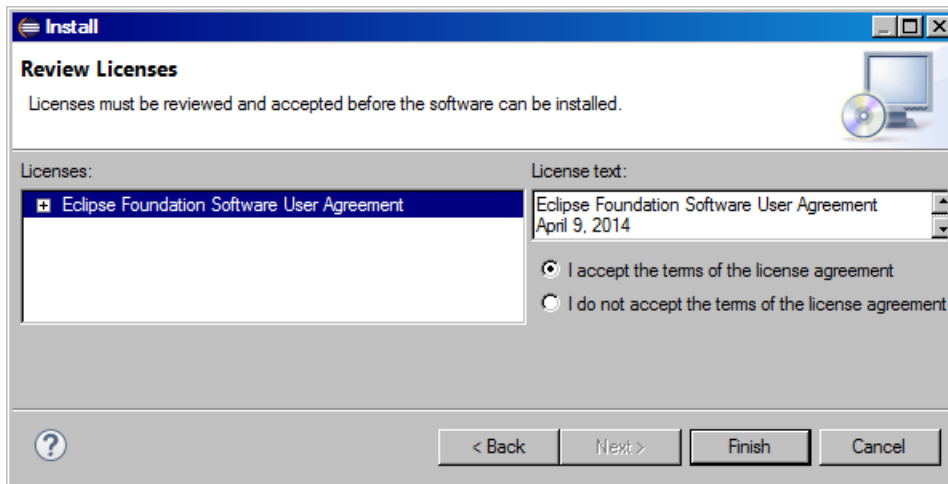 Install
Review Licenses
Licenses must be reviewed and accepted before the software can be installed.
Licenses:
Eclipse Foundation Software User Agreement
License text:
Eclipse Foundation Software User Agreement
April 9, 2014
I accept the terms of the license agreement
I do not accept the terms of the license agreement
< Back
Next >
Finish
Cancel